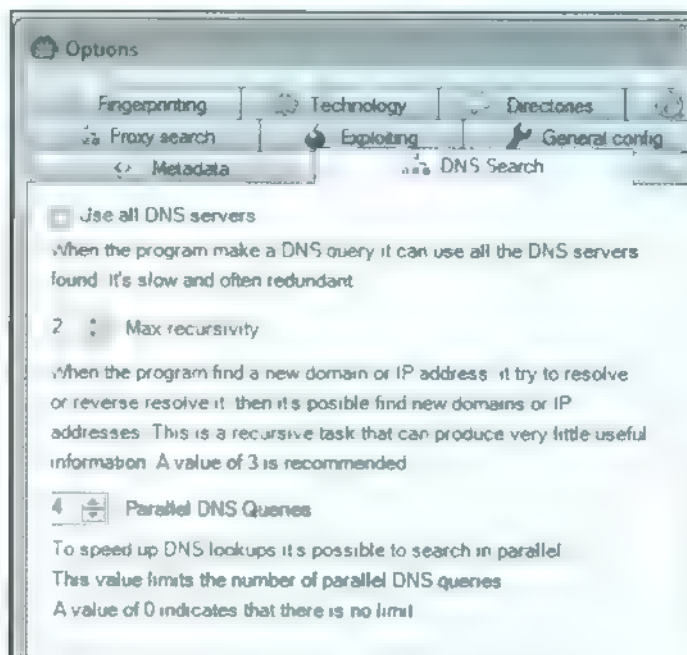 Options
Fingerprinting
Technology
Directories
Proxy search
Exploiting
General config
Metadata
DNS Search
Use all DNS servers
When the program make a DNS query it can use all the DNS servers
found. It's slow and often redundant
2 Max recursivity
When the program find a new domain or IP address it try to resolve
or reverse resolve it then it's posible find new domains or IP
addresses. This is a recursive task that can produce very little useful
information. A value of 3 is recommended
4 Parallel DNS Queries
To speed up DNS lookups it's possible to search in parallel
This value limits the number of parallel DNS queries
A value of 0 indicates that there is no limit